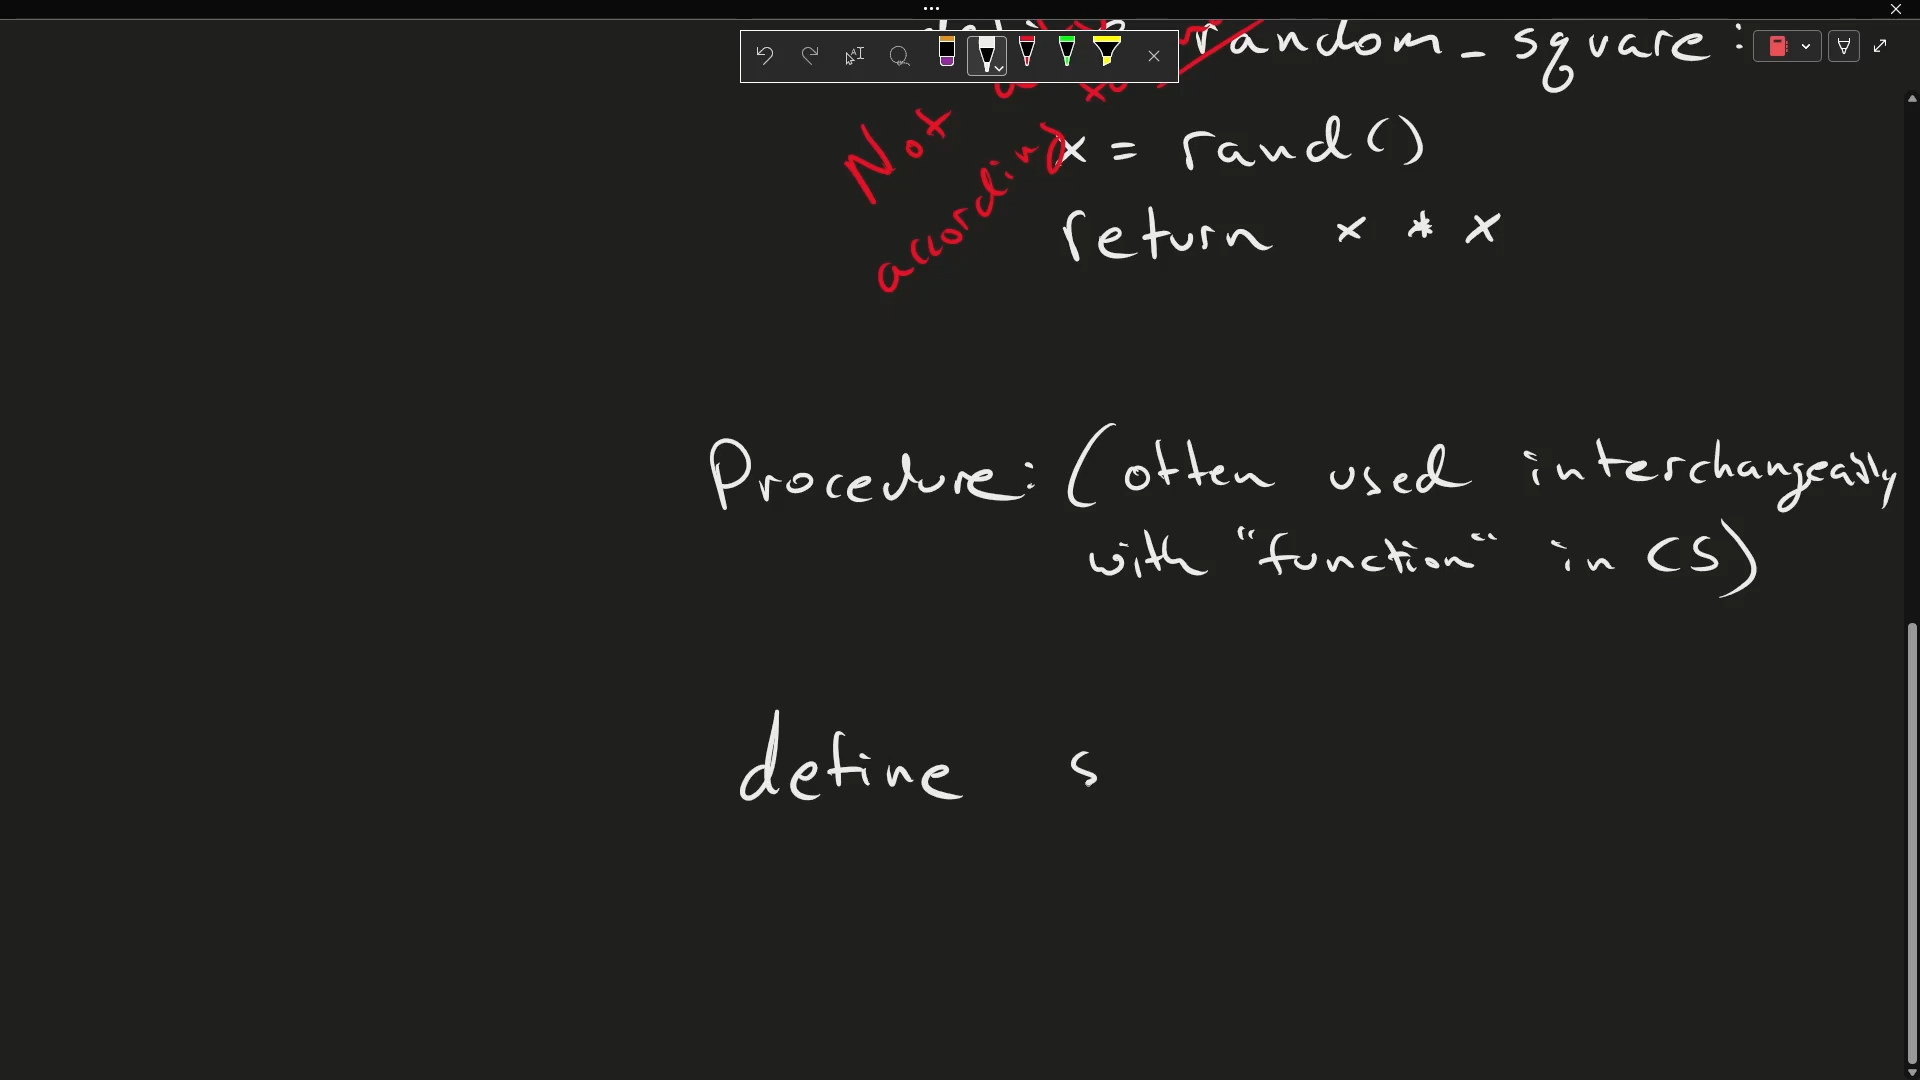 random_square:
Not
according
x = rand()
return x * x
Procedure: (often used interchangeably
with "function" in CS)
define s